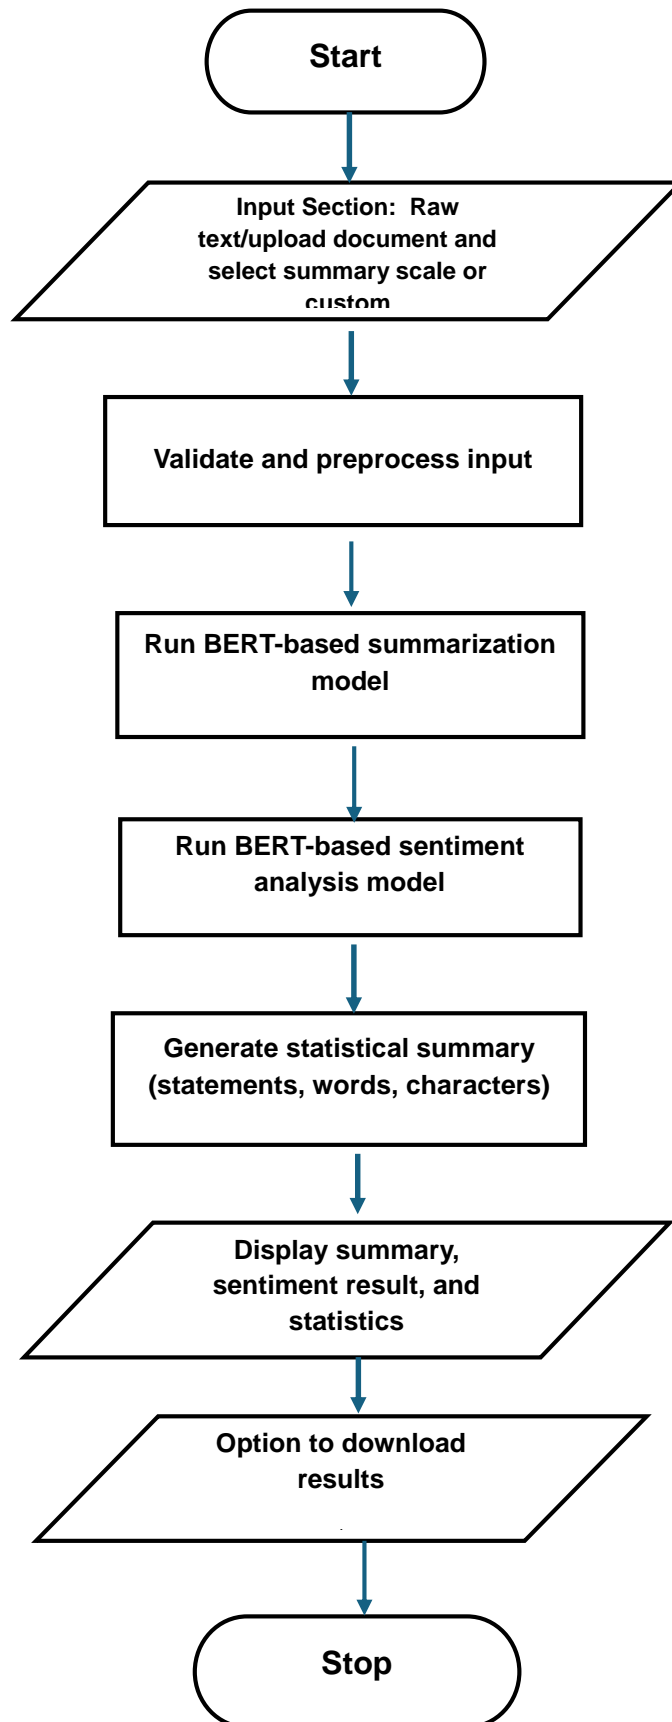 Start
Input Section:  Raw
text/upload document and
select summary scale or
custom
Validate and preprocess input
Run BERT-based summarization
model
Run BERT-based sentiment
analysis model
Generate statistical summary
(statements, words, characters)
Display summary,
sentiment result, and
statistics
Option to download
results
Stop